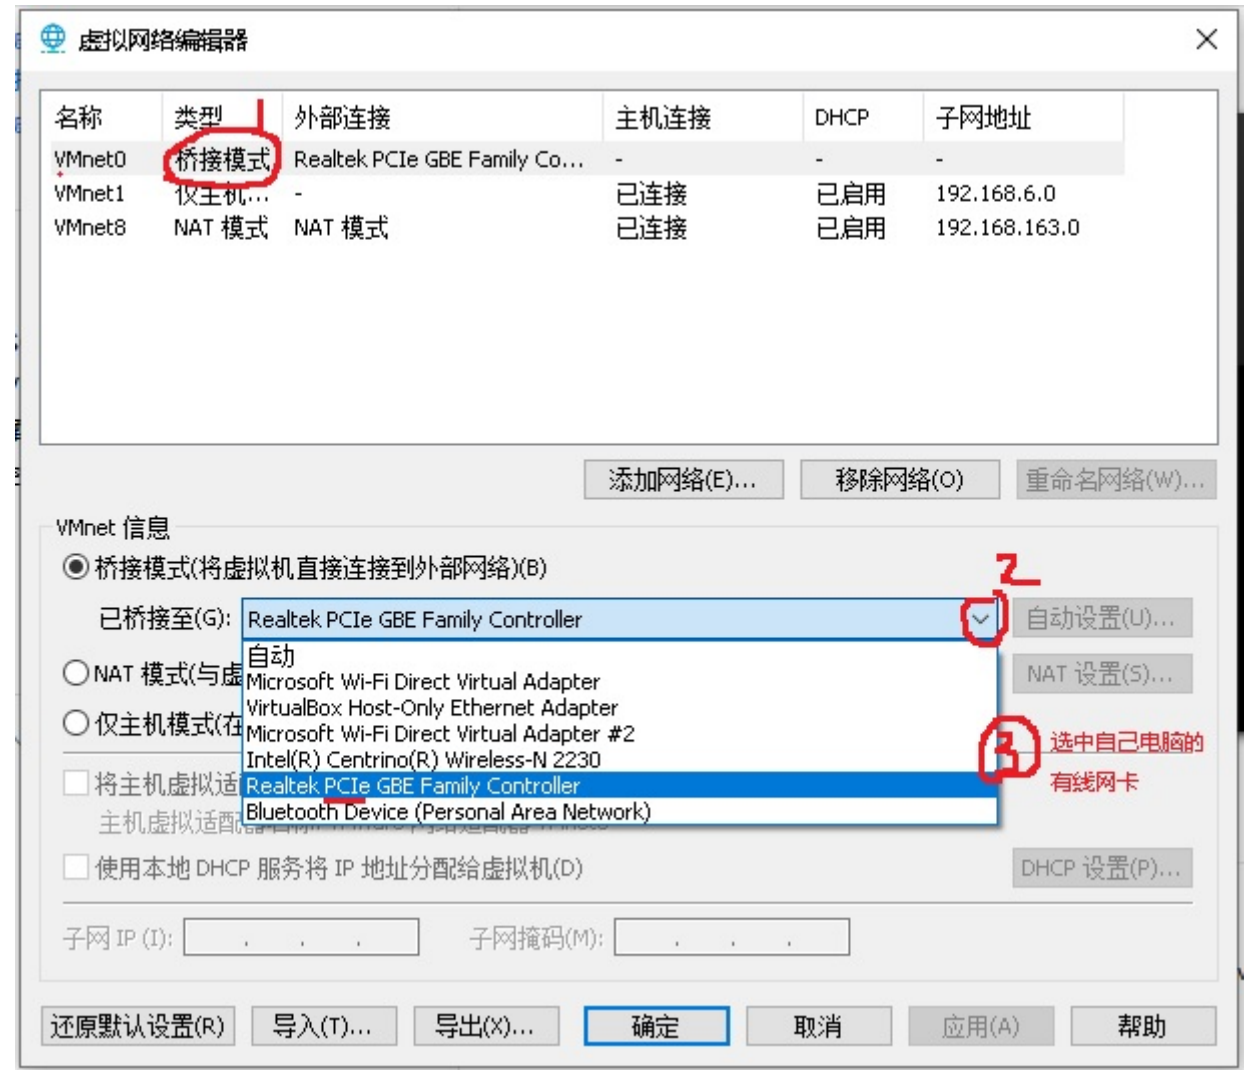 虚拟网络编辑器
名称 类型 外部连接 主机连接 DHCP 子网地址
1
VMnet0 桥接模式 Realtek PCIe GBE Family Co... - - -
VMnet1 仅主机... - 已连接 已启用 192.168.6.0
VMnet8 NAT 模式 NAT 模式 已连接 已启用 192.168.163.0
添加网络(E)... 移除网络(O) 重命名网络(W)...
VMnet 信息
桥接模式(将虚拟机直接连接到外部网络)(B)
2
已桥接至(G): Realtek PCIe GBE Family Controller 自动设置(U)...
自动
NAT 模式(与虚 Microsoft Wi-Fi Direct Virtual Adapter NAT 设置(S)...
VirtualBox Host-Only Ethernet Adapter
仅主机模式(在 Microsoft Wi-Fi Direct Virtual Adapter #2
3 选中自己电脑的
Intel(R) Centrino(R) Wireless-N 2230
将主机虚拟适 Realtek PCIe GBE Family Controller 有线网卡
主机虚拟适配 Bluetooth Device (Personal Area Network)
使用本地 DHCP 服务将 IP 地址分配给虚拟机(D) DHCP 设置(P)...
子网 IP (I): . . . 子网掩码(M): . . .
还原默认设置(R) 导入(T)... 导出(X)... 确定 取消 应用(A) 帮助